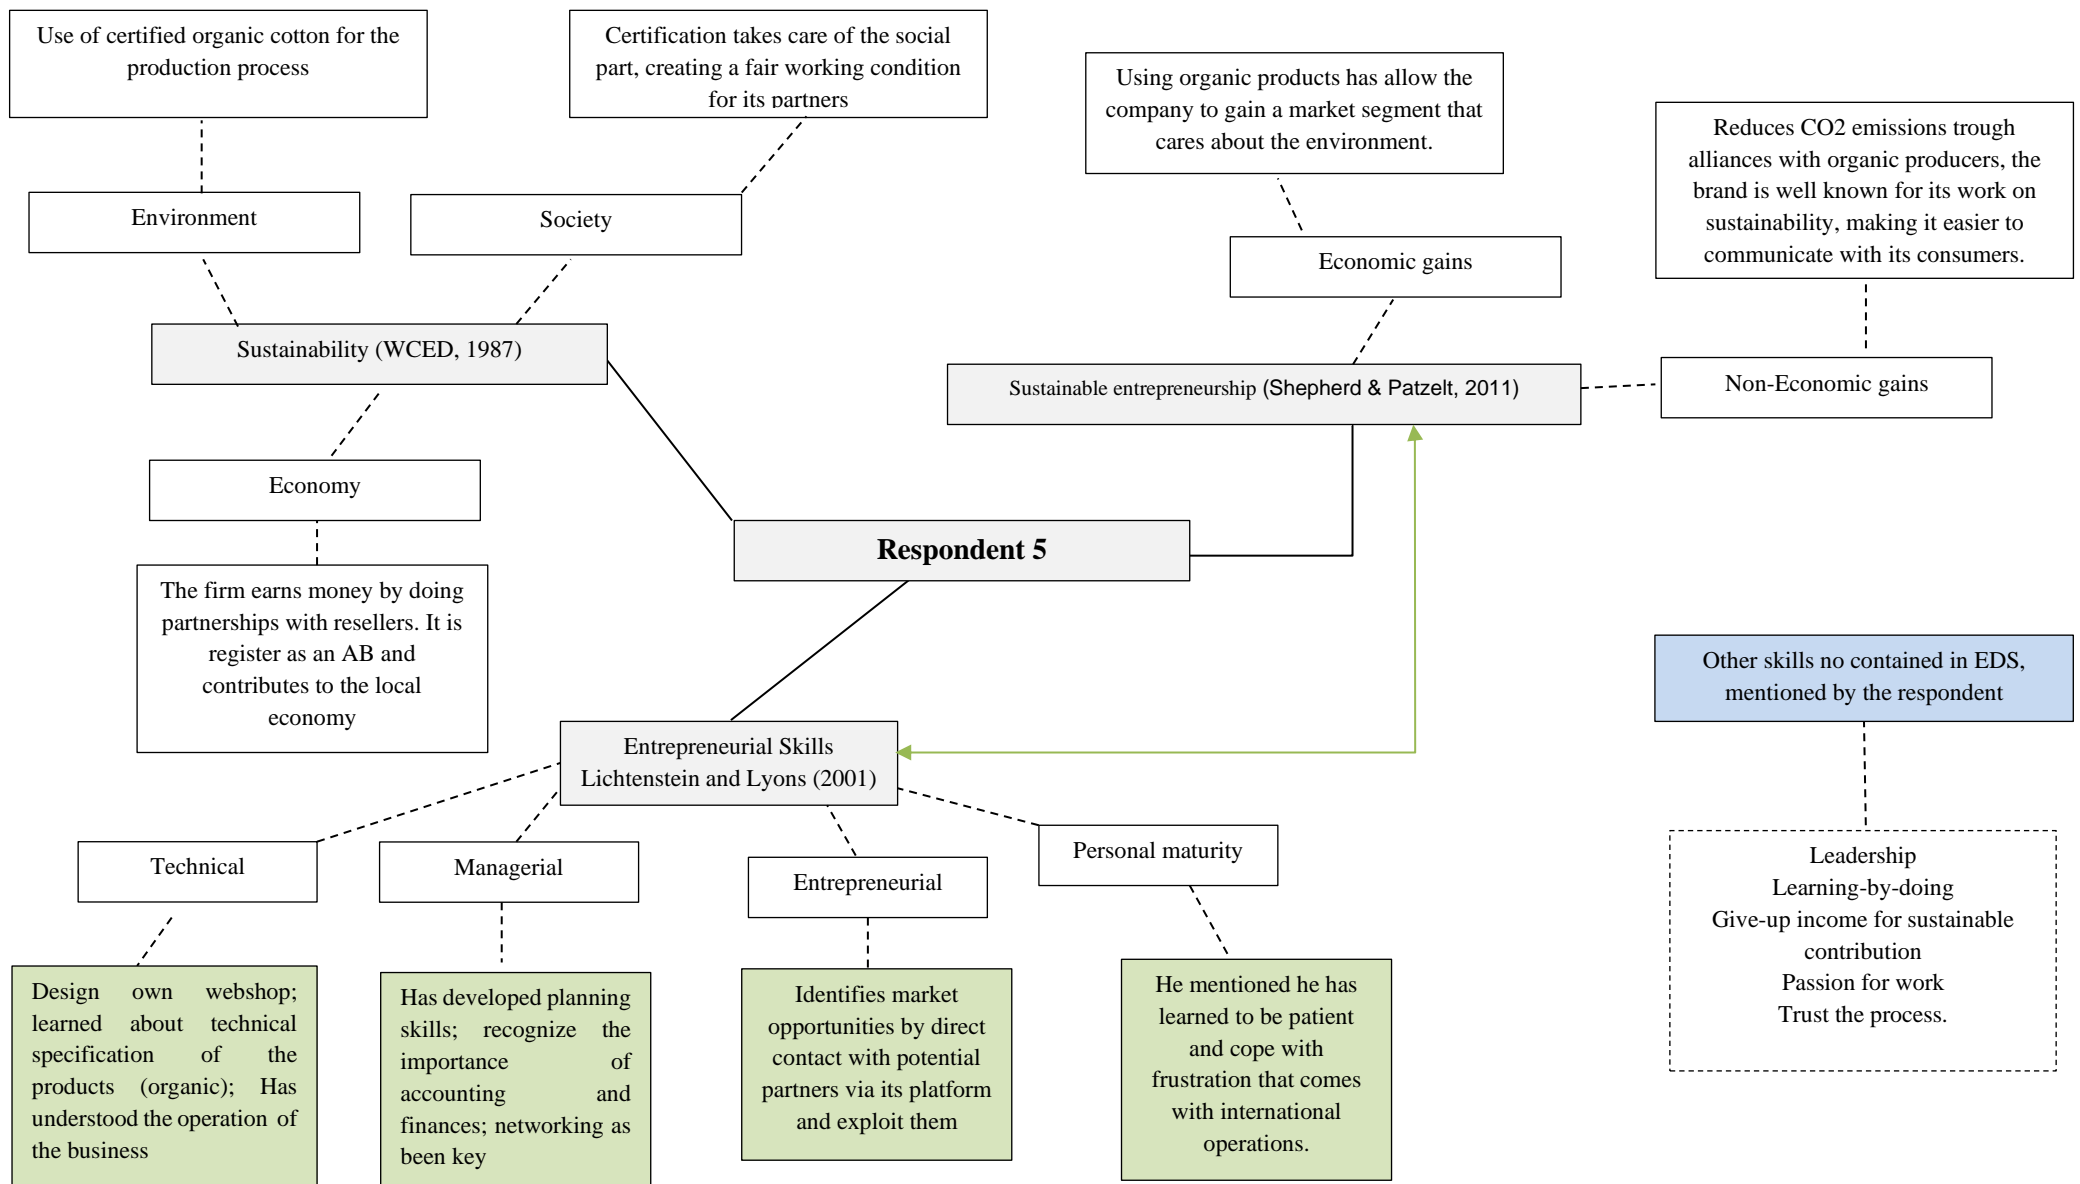 Use of certified organic cotton for the
production process
Certification takes care of the social
part, creating a fair working condition
for its partners
Using organic products has allow the
company to gain a market segment that
cares about the environment.
Reduces CO2 emissions trough
alliances with organic producers, the
brand is well known for its work on
sustainability, making it easier to
communicate with its consumers.
Environment
Society
Economic gains
Sustainability (WCED, 1987)
Sustainable entrepreneurship (Shepherd & Patzelt, 2011)
Non-Economic gains
Economy
Respondent 5
The firm earns money by doing
partnerships with resellers. It is
register as an AB and
contributes to the local
economy
Other skills no contained in EDS,
mentioned by the respondent
Entrepreneurial Skills
Lichtenstein and Lyons (2001)
Technical
Managerial
Entrepreneurial
Personal maturity
Leadership
Learning-by-doing
Give-up income for sustainable
contribution
Passion for work
Trust the process.
Design own webshop;
learned about technical
specification of the
products (organic); Has
understood the operation of
the business
Has developed planning
skills; recognize the
importance of
accounting and
finances; networking as
been key
Identifies market
opportunities by direct
contact with potential
partners via its platform
and exploit them
He mentioned he has
learned to be patient
and cope with
frustration that comes
with international
operations.